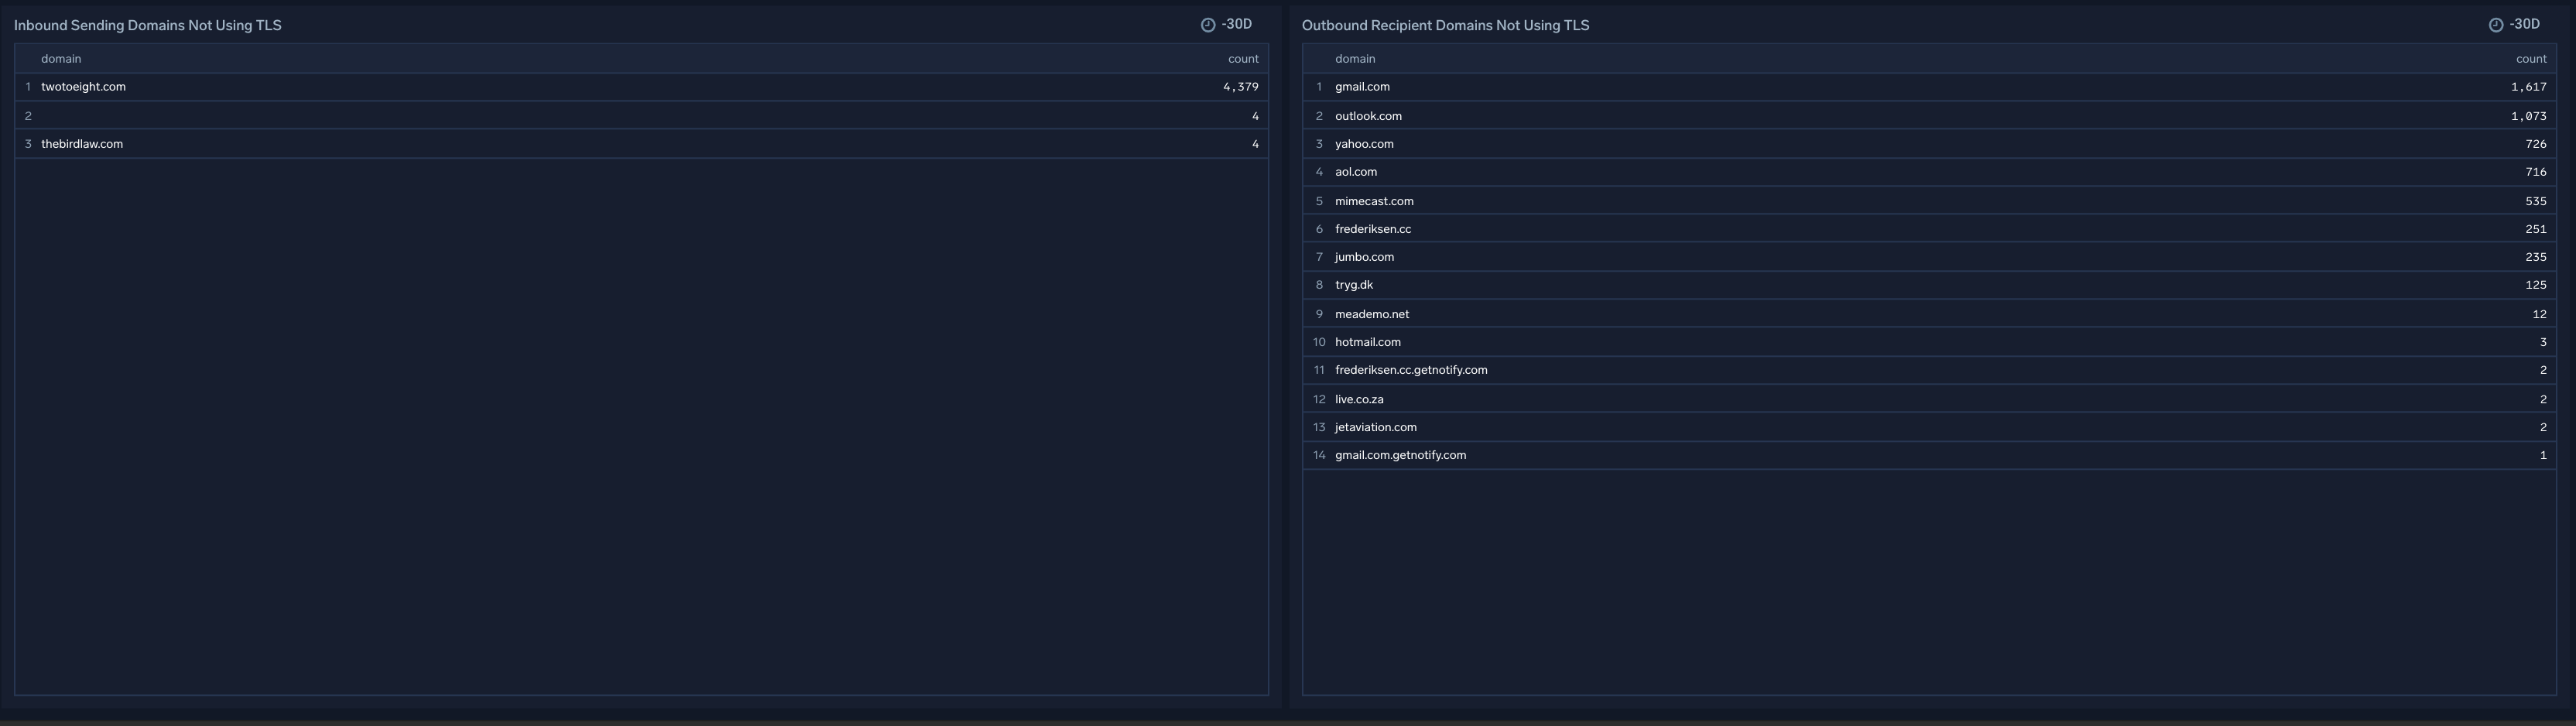 Inbound Sending Domains Not Using TLS
-30D
domain count
1 twotoeight.com 4,379
2 4
3 thebirdlaw.com 4
Outbound Recipient Domains Not Using TLS
-30D
domain count
1 gmail.com 1,617
2 outlook.com 1,073
3 yahoo.com 726
4 aol.com 716
5 mimecast.com 535
6 frederiksen.cc 251
7 jumbo.com 235
8 tryg.dk 125
9 meademo.net 12
10 hotmail.com 3
11 frederiksen.cc.getnotify.com 2
12 live.co.za 2
13 jetaviation.com 2
14 gmail.com.getnotify.com 1